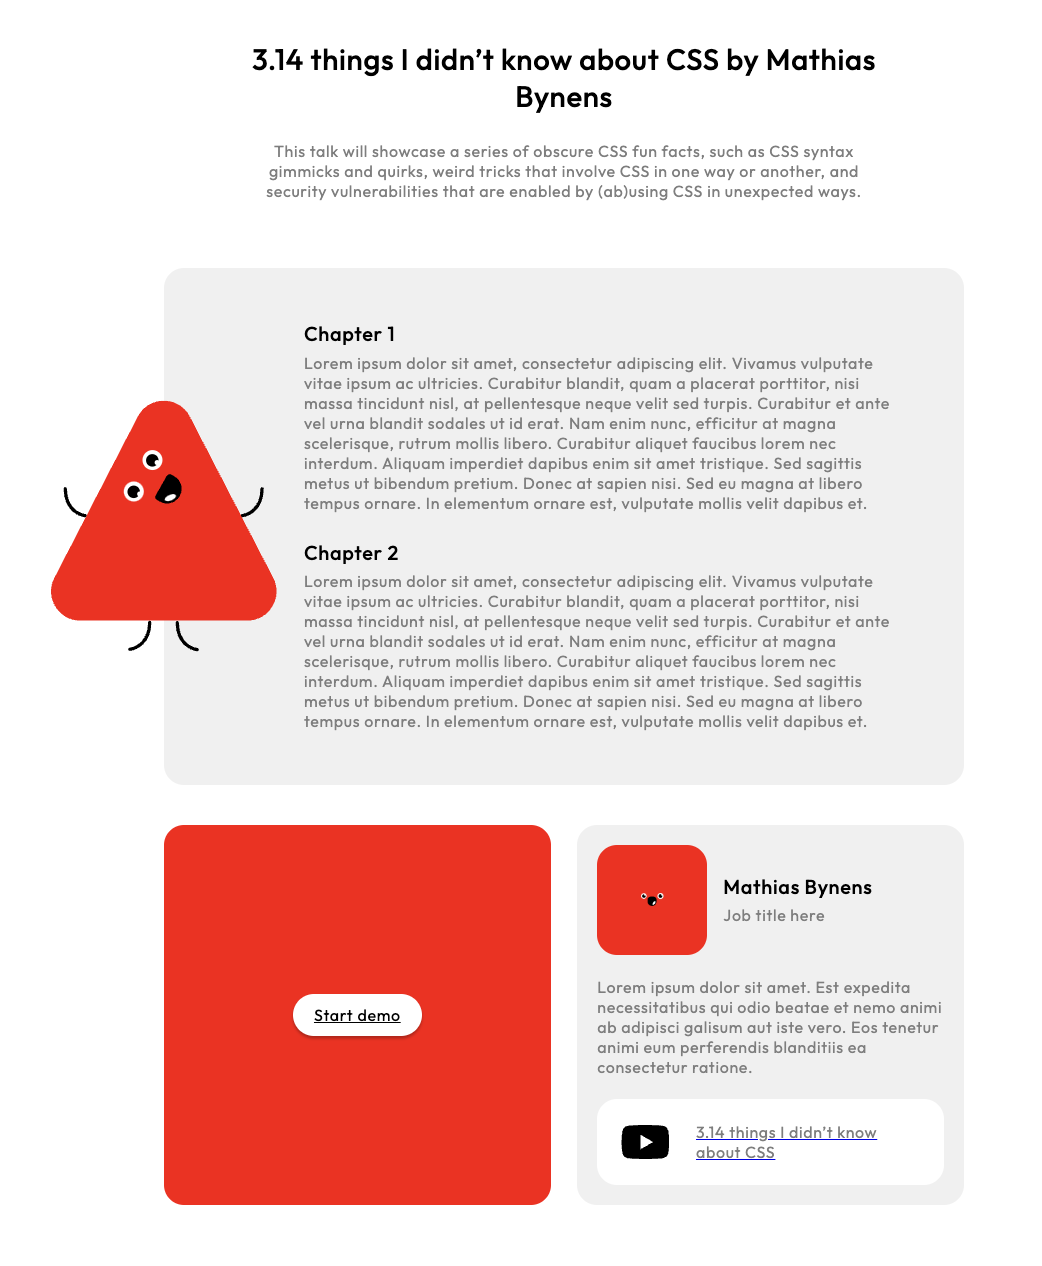 3.14 things I didn’t know about CSS by Mathias
Bynens
This talk will showcase a series of obscure CSS fun facts, such as CSS syntax
gimmicks and quirks, weird tricks that involve CSS in one way or another, and
security vulnerabilities that are enabled by (ab)using CSS in unexpected ways.
Chapter 1
Lorem ipsum dolor sit amet, consectetur adipiscing elit. Vivamus vulputate
vitae ipsum ac ultricies. Curabitur blandit, quam a placerat porttitor, nisi
massa tincidunt nisl, at pellentesque neque velit sed turpis. Curabitur et ante
vel urna blandit sodales ut id erat. Nam enim nunc, efficitur at magna
scelerisque, rutrum mollis libero. Curabitur aliquet faucibus lorem nec
interdum. Aliquam imperdiet dapibus enim sit amet tristique. Sed sagittis
metus ut bibendum pretium. Donec at sapien nisi. Sed eu magna at libero
tempus ornare. In elementum ornare est, vulputate mollis velit dapibus et.
Chapter 2
Lorem ipsum dolor sit amet, consectetur adipiscing elit. Vivamus vulputate
vitae ipsum ac ultricies. Curabitur blandit, quam a placerat porttitor, nisi
massa tincidunt nisl, at pellentesque neque velit sed turpis. Curabitur et ante
vel urna blandit sodales ut id erat. Nam enim nunc, efficitur at magna
scelerisque, rutrum mollis libero. Curabitur aliquet faucibus lorem nec
interdum. Aliquam imperdiet dapibus enim sit amet tristique. Sed sagittis
metus ut bibendum pretium. Donec at sapien nisi. Sed eu magna at libero
tempus ornare. In elementum ornare est, vulputate mollis velit dapibus et.
Start demo
Mathias Bynens
Job title here
Lorem ipsum dolor sit amet. Est expedita
necessitatibus qui odio beatae et nemo animi
ab adipisci galisum aut iste vero. Eos tenetur
animi eum perferendis blanditiis ea
consectetur ratione.
3.14 things I didn’t know
about CSS